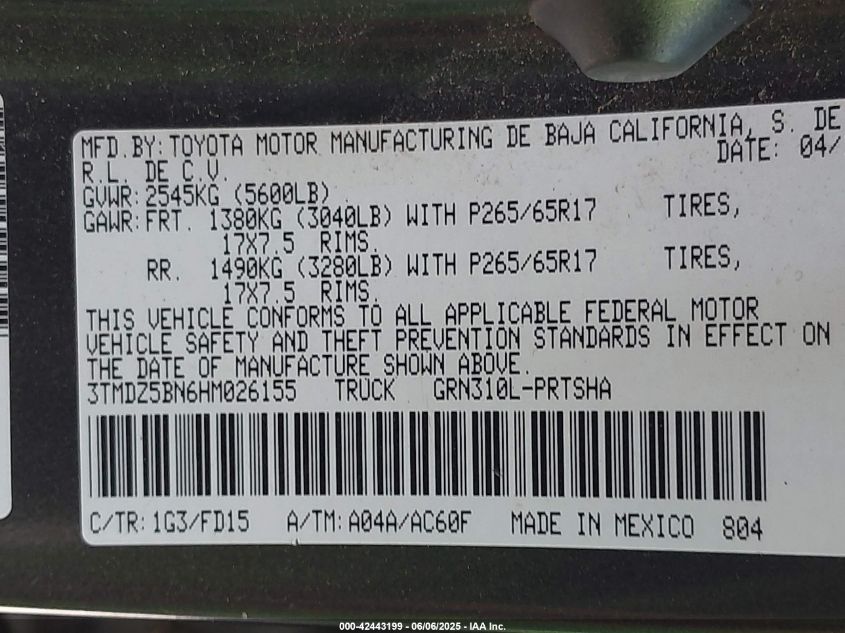 MFD.BY: TOYOTA MOTOR MANUFACTURING DE BAJA CALIFORNIA, S. DE
R.L. DE C.V. DATE: 04/
GVWR: 2545KG (5600LB)
GAWR: FRT. 1380KG (3040LB) WITH P265/65R17 TIRES,
17X7.5 RIMS.
RR. 1490KG (3280LB) WITH P265/65R17 TIRES,
17X7.5 RIMS.
THIS VEHICLE CONFORMS TO ALL APPLICABLE FEDERAL MOTOR
VEHICLE SAFETY AND THEFT PREVENTION STANDARDS IN EFFECT ON
THE DATE OF MANUFACTURE SHOWN ABOVE.
3TMDZ5BN6HM026155 TRUCK GRN310L-PRTSHA
C/TR: 1G3/FD15 A/TM: A04A/AC60F MADE IN MEXICO 804
000-42443199 - 06/06/2025 - IAA Inc.